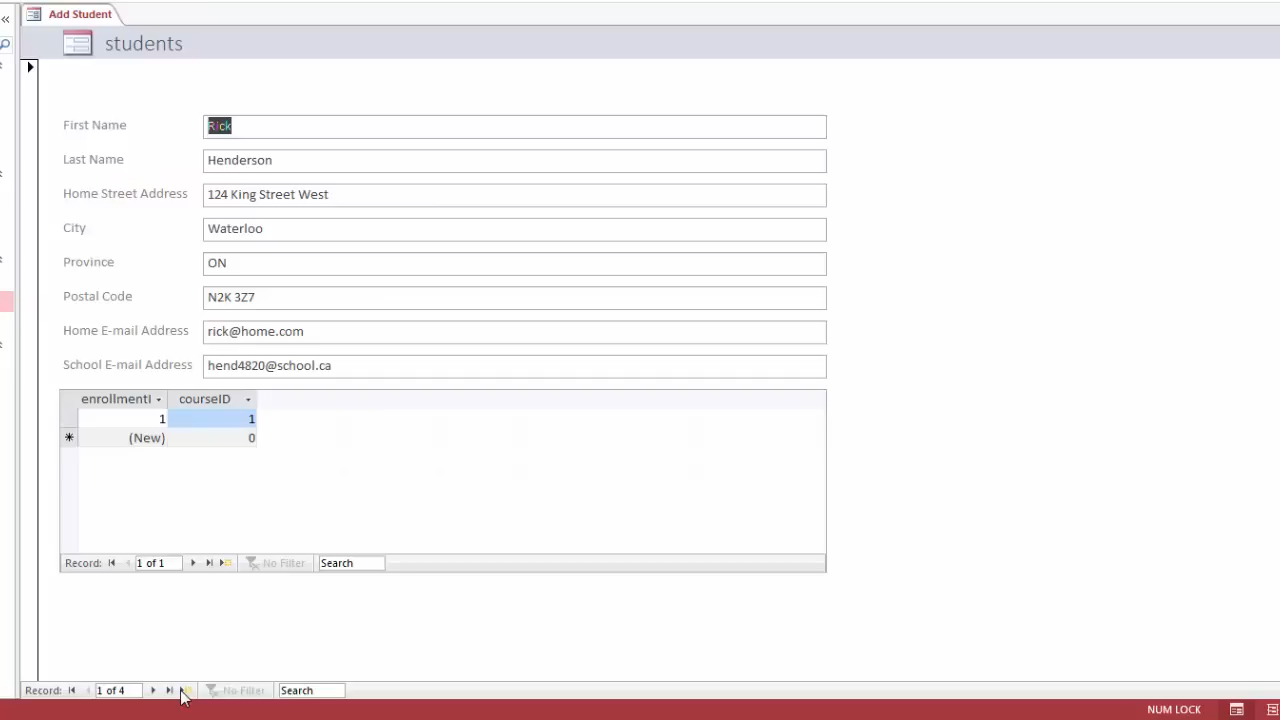 Add Student
students
First Name Rick
Last Name Henderson
Home Street Address 124 King Street West
City Waterloo
Province ON
Postal Code N2K 3Z7
Home E-mail Address rick@home.com
School E-mail Address hend4820@school.ca
enrollmentI courseID
1 1
(New) 0
Record: 1 of 1 No Filter Search
Record: 1 of 4 No Filter Search
NUM LOCK